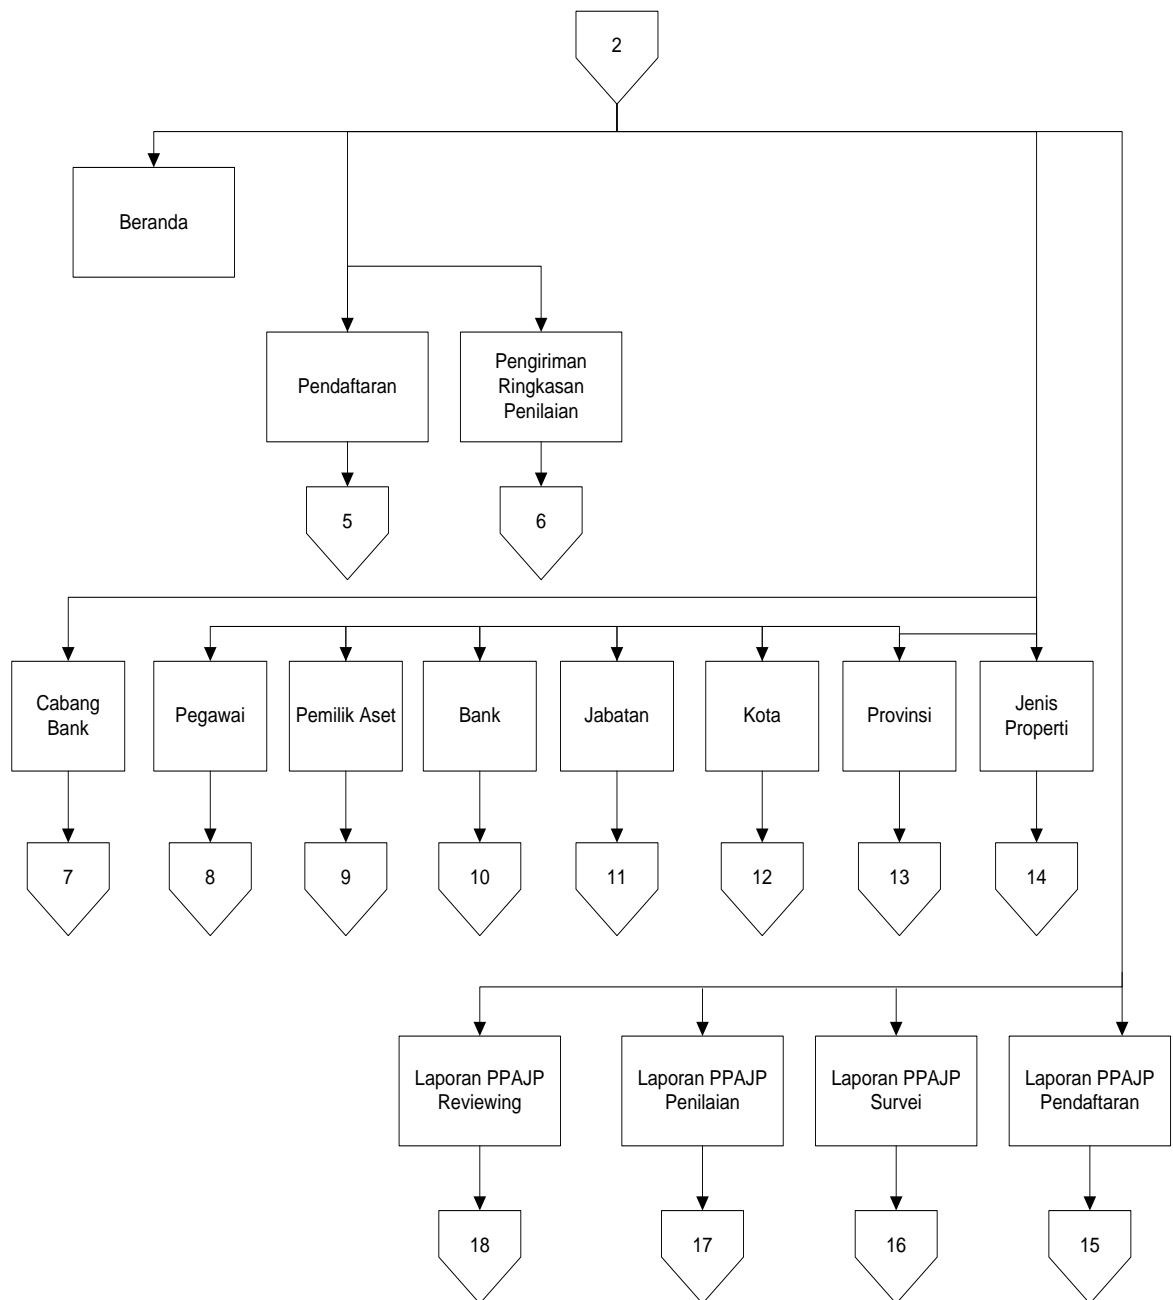 2
Beranda
Pendaftaran
Pengiriman
Ringkasan
Penilaian
5
6
Cabang
Bank
Pegawai
Pemilik Aset
Bank
Jabatan
Kota
Provinsi
Jenis
Properti
7
8
9
10
11
12
13
14
Laporan PPAJP
Reviewing
Laporan PPAJP
Penilaian
Laporan PPAJP
Survei
Laporan PPAJP
Pendaftaran
18
17
16
15